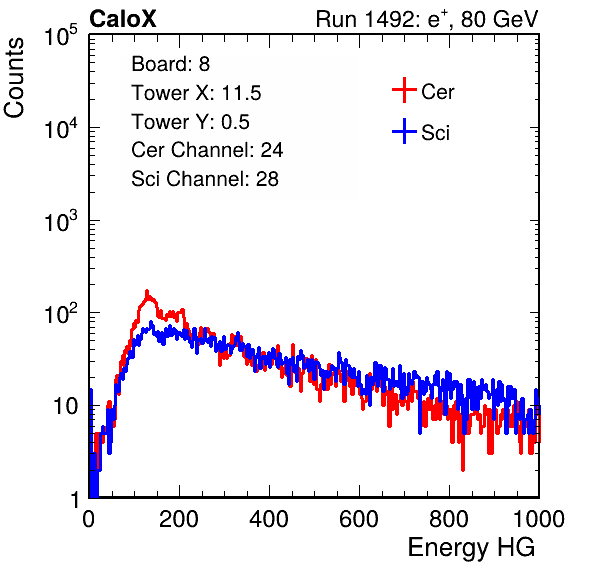 CaloX Run 1492: e⁺, 80 GeV
Counts
10⁵
10⁴
10³
10²
10
1
Board: 8
Tower X: 11.5
Tower Y: 0.5
Cer Channel: 24
Sci Channel: 28
Cer
Sci
0 200 400 600 800 1000
Energy HG